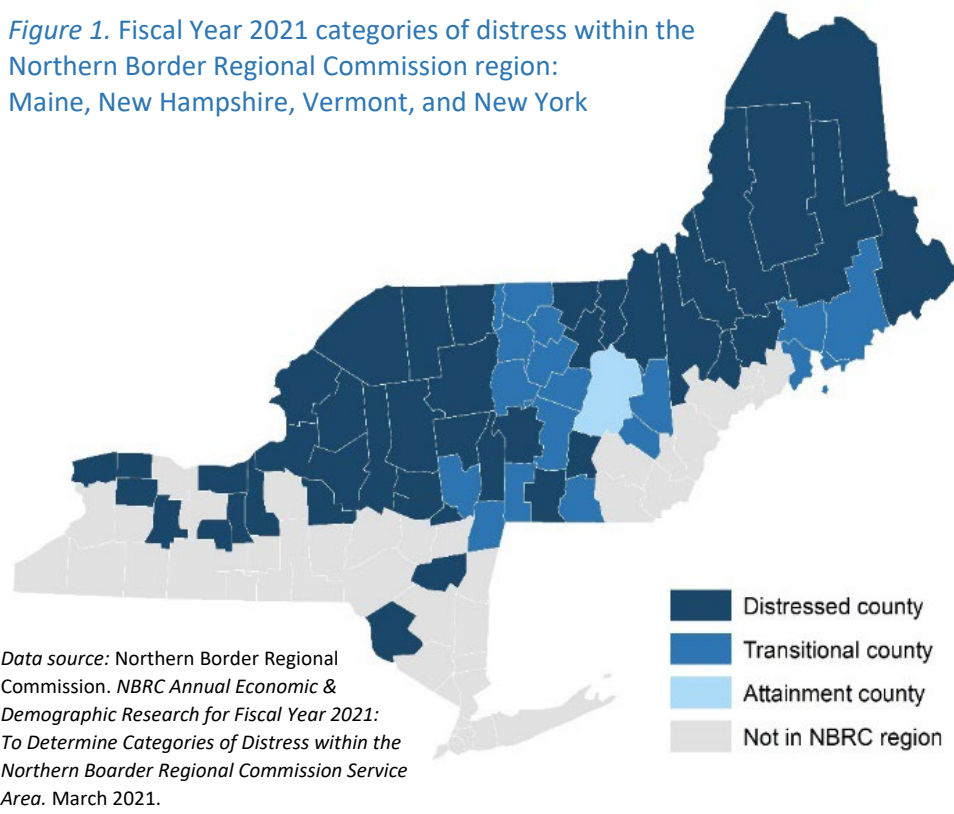 Figure 1. Fiscal Year 2021 categories of distress within the
Northern Border Regional Commission region:
Maine, New Hampshire, Vermont, and New York
Distressed county
Transitional county
Attainment county
Not in NBRC region
Data source: Northern Border Regional
Commission. NBRC Annual Economic &
Demographic Research for Fiscal Year 2021:
To Determine Categories of Distress within the
Northern Boarder Regional Commission Service
Area. March 2021.